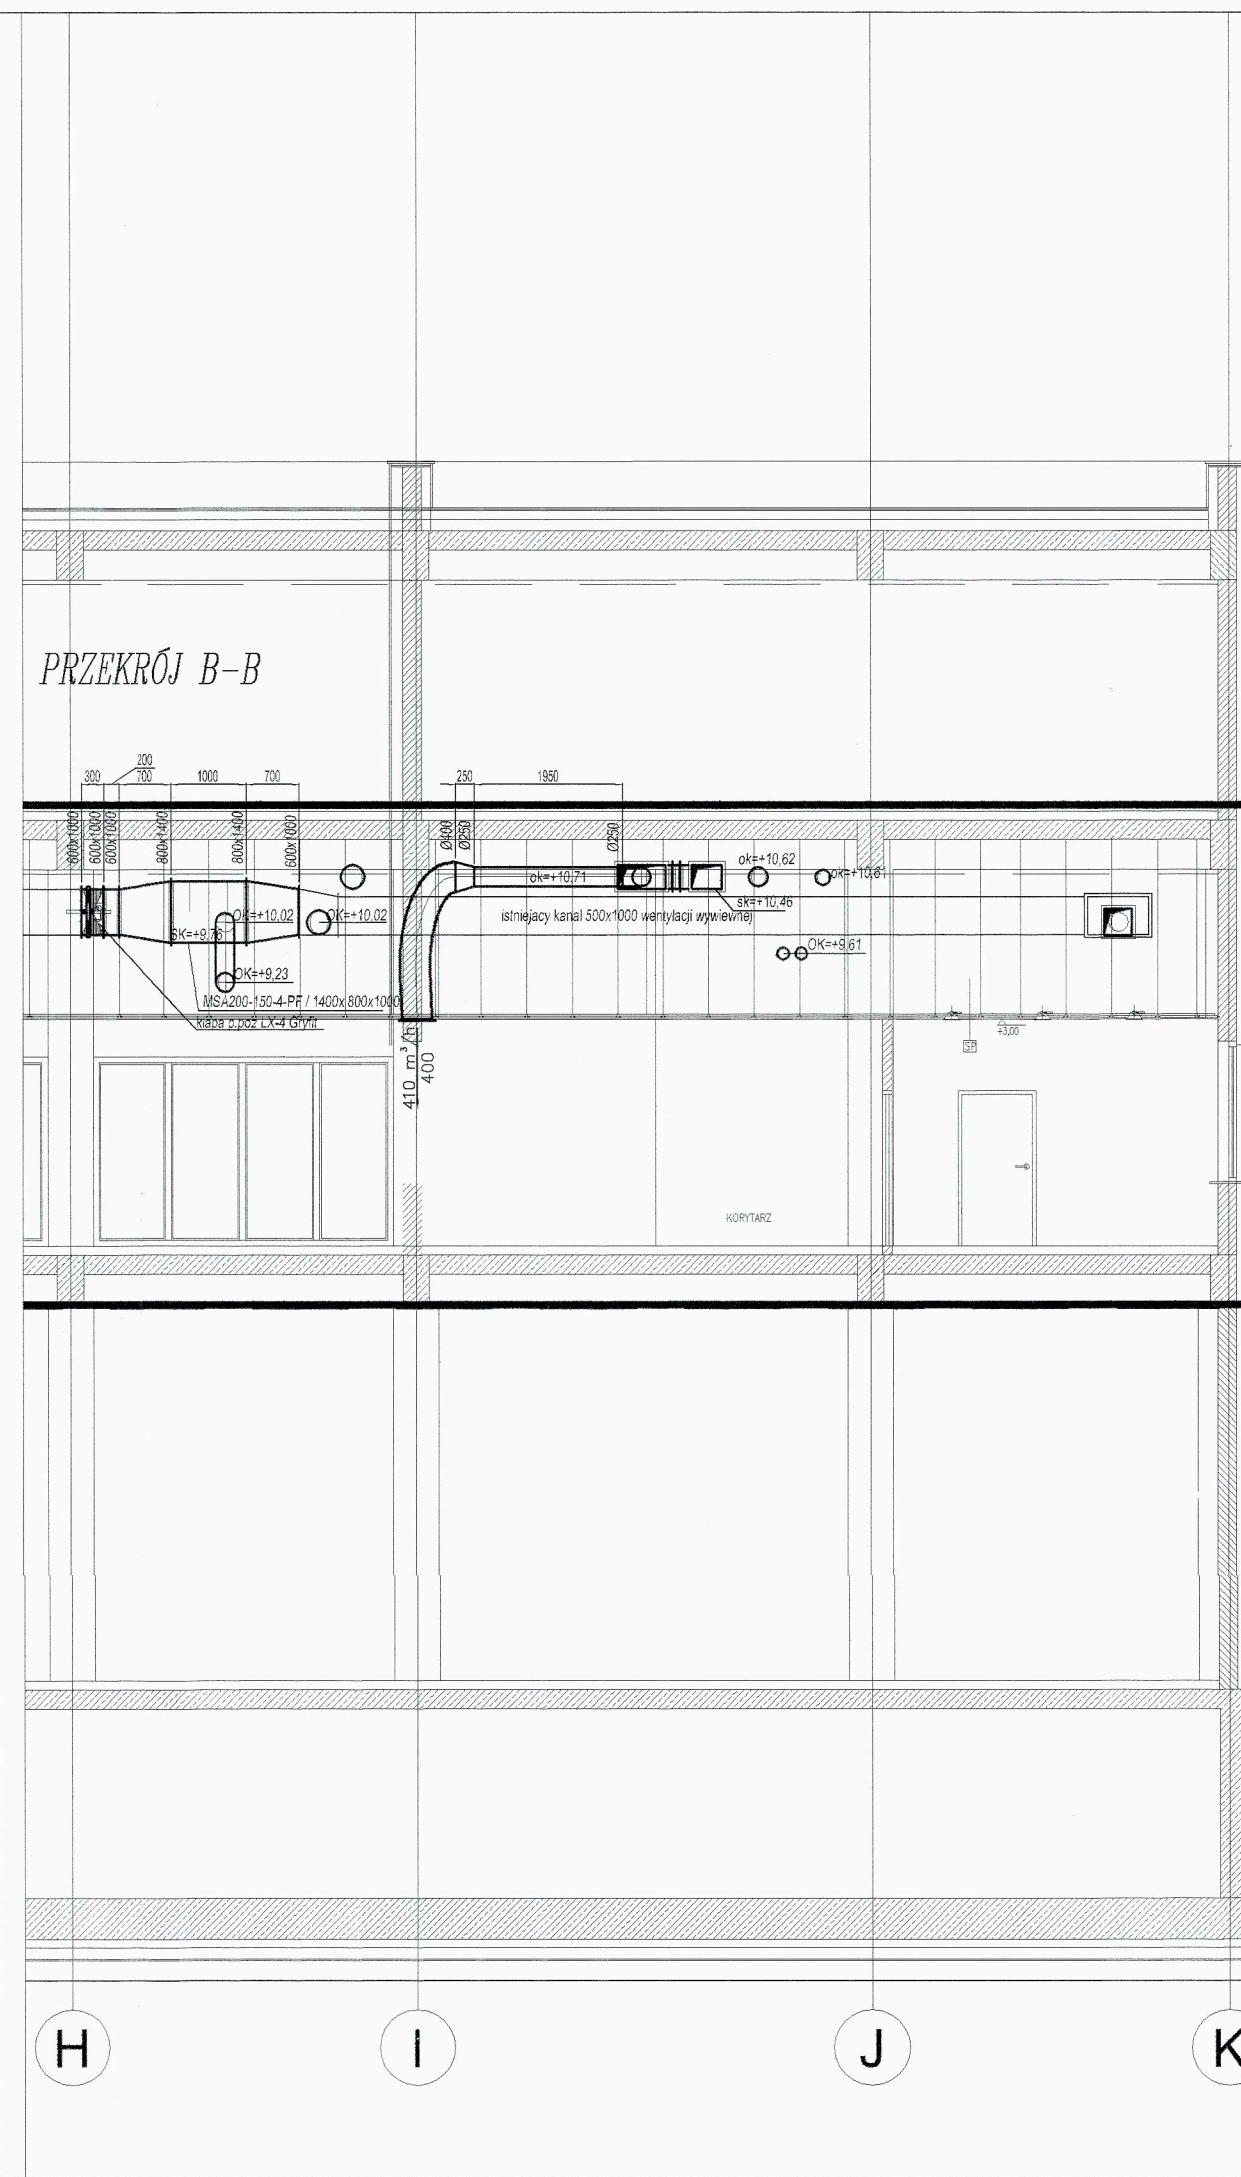 PRZEKRÓJ B-B
200
300
700
1000
700
250
1950
600x1000
600x1000
600x1000
800x1400
800x1400
600x1000
Ø400
Ø250
Ø250
ok=+10,71
ok=+10,62
ok=+10,61
sk=+10,46
istniejacy kanal 500x1000 wentylacji wywiewnej
OK=+10,02
OK=+10,02
SK=+9,76
OK=+9,61
OK=+9,23
MSA200-150-4-PF / 1400x800x1000
klapa p.poż LX-4 Gryfit
410 m³/h
400
+3,00
SP
KORYTARZ
H
I
J
K